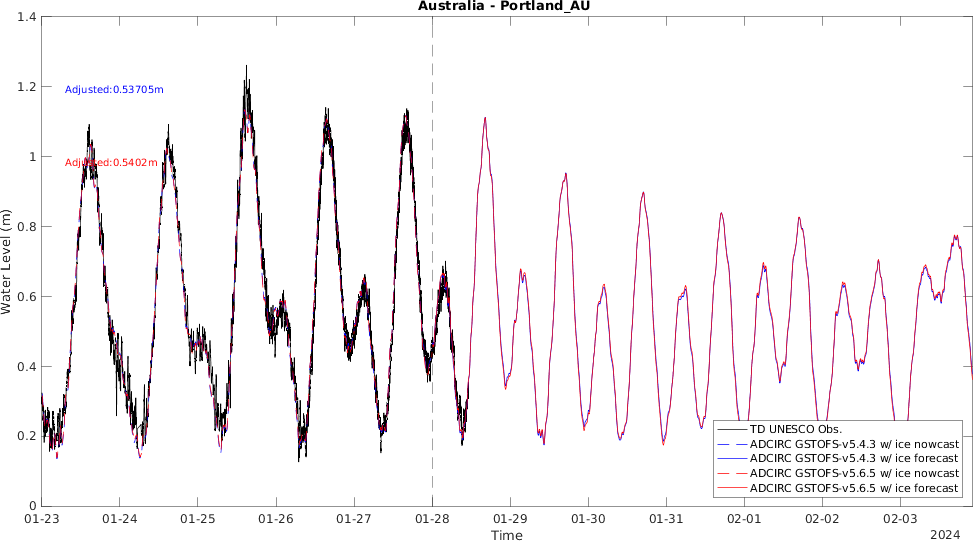 Australia - Portland_AU
1.4
1.2
1
0.8
0.6
0.4
0.2
0
Water Level (m)
Adjusted:0.53705m
Adjusted:0.5402m
TD UNESCO Obs.
ADCIRC GSTOFS-v5.4.3 w/ ice nowcast
ADCIRC GSTOFS-v5.4.3 w/ ice forecast
ADCIRC GSTOFS-v5.6.5 w/ ice nowcast
ADCIRC GSTOFS-v5.6.5 w/ ice forecast
01-23 01-24 01-25 01-26 01-27 01-28 01-29 01-30 01-31 02-01 02-02 02-03
Time
2024